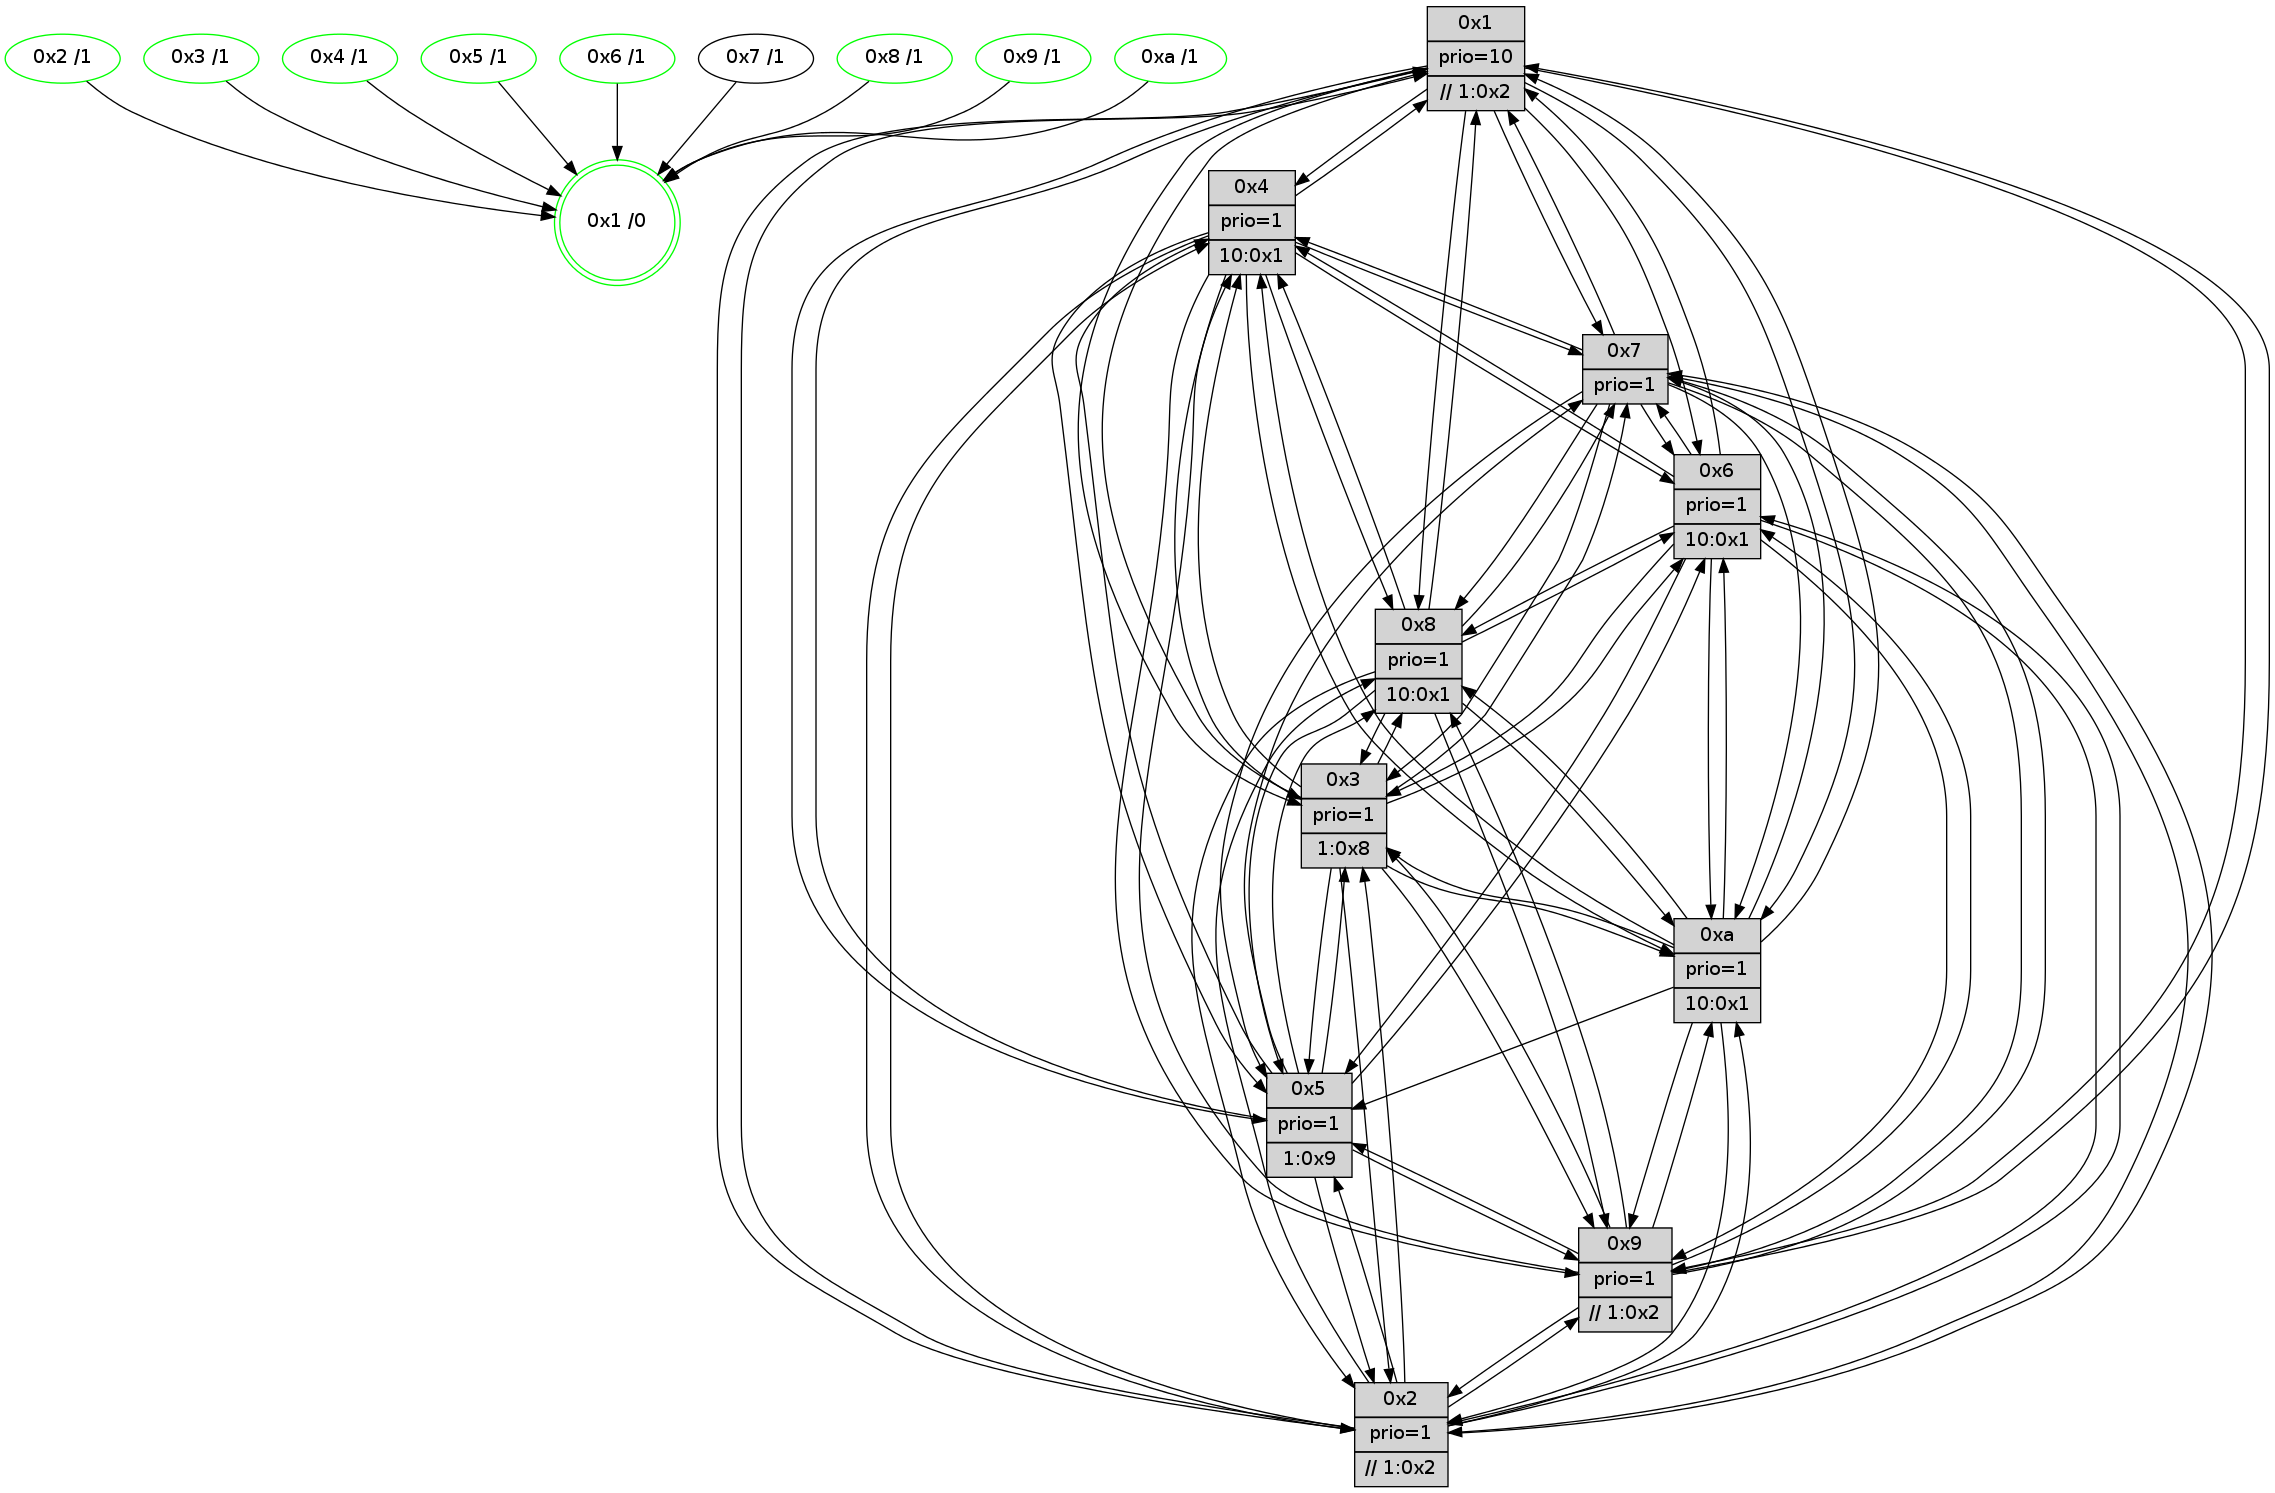 0x2 /1
0x3 /1
0x4 /1
0x5 /1
0x6 /1
0x7 /1
0x8 /1
0x9 /1
0xa /1
0x1 /0
0x1
prio=10
// 1:0x2
0x4
prio=1
10:0x1
0x7
prio=1
0x6
prio=1
10:0x1
0x8
prio=1
10:0x1
0x3
prio=1
1:0x8
0xa
prio=1
10:0x1
0x5
prio=1
1:0x9
0x9
prio=1
// 1:0x2
0x2
prio=1
// 1:0x2